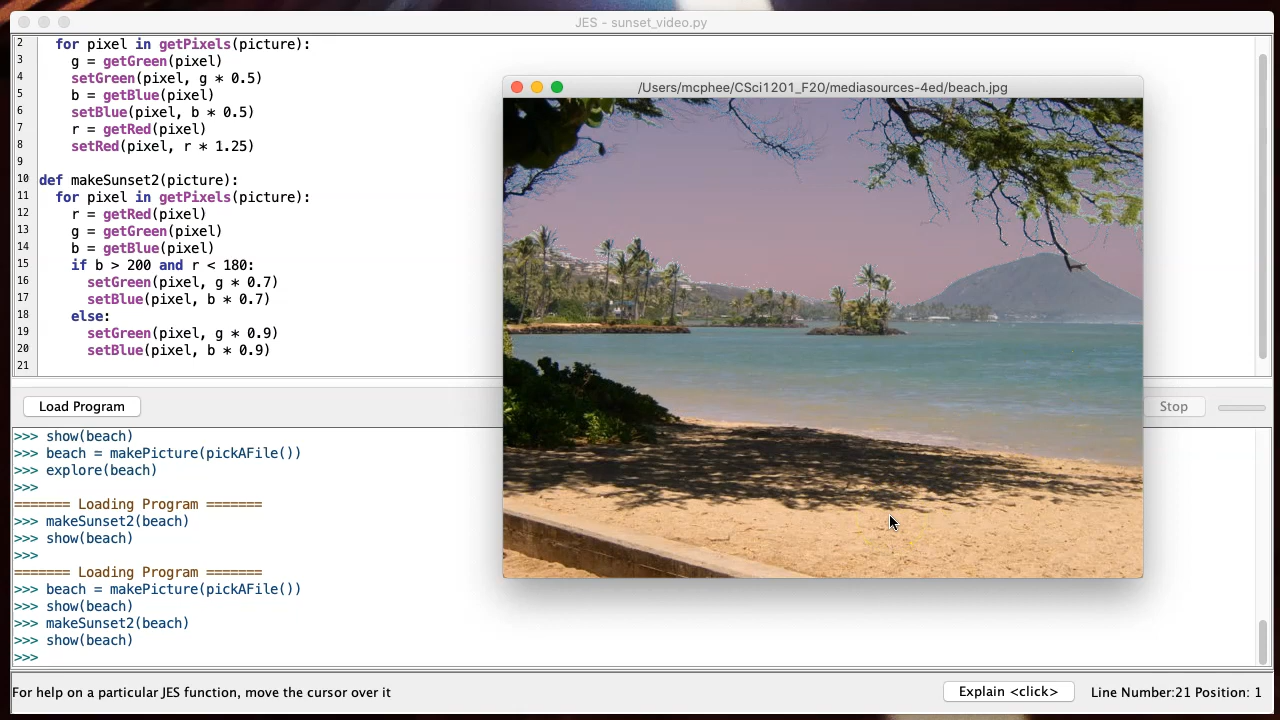 JES - sunset_video.py
2   for pixel in getPixels(picture):
3     g = getGreen(pixel)
4     setGreen(pixel, g * 0.5)
5     b = getBlue(pixel)
6     setBlue(pixel, b * 0.5)
7     r = getRed(pixel)
8     setRed(pixel, r * 1.25)
9
10 def makeSunset2(picture):
11   for pixel in getPixels(picture):
12     r = getRed(pixel)
13     g = getGreen(pixel)
14     b = getBlue(pixel)
15     if b > 200 and r < 180:
16       setGreen(pixel, g * 0.7)
17       setBlue(pixel, b * 0.7)
18     else:
19       setGreen(pixel, g * 0.9)
20       setBlue(pixel, b * 0.9)
21
/Users/mcphee/CSci1201_F20/mediasources-4ed/beach.jpg
Load Program
Stop
>>> show(beach)
>>> beach = makePicture(pickAFile())
>>> explore(beach)
>>>
======= Loading Program =======
>>> makeSunset2(beach)
>>> show(beach)
>>>
======= Loading Program =======
>>> beach = makePicture(pickAFile())
>>> show(beach)
>>> makeSunset2(beach)
>>> show(beach)
>>>
For help on a particular JES function, move the cursor over it
Explain <click>
Line Number:21 Position: 1